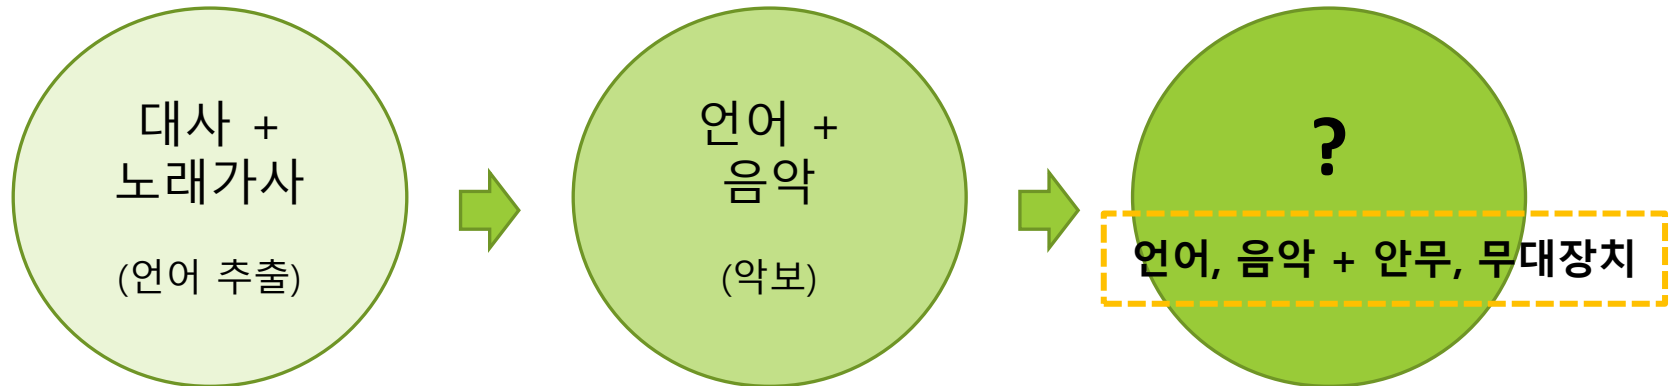 대사 +
노래가사
(언어 추출)
언어 +
음악
(악보)
?
언어, 음악 + 안무, 무대장치